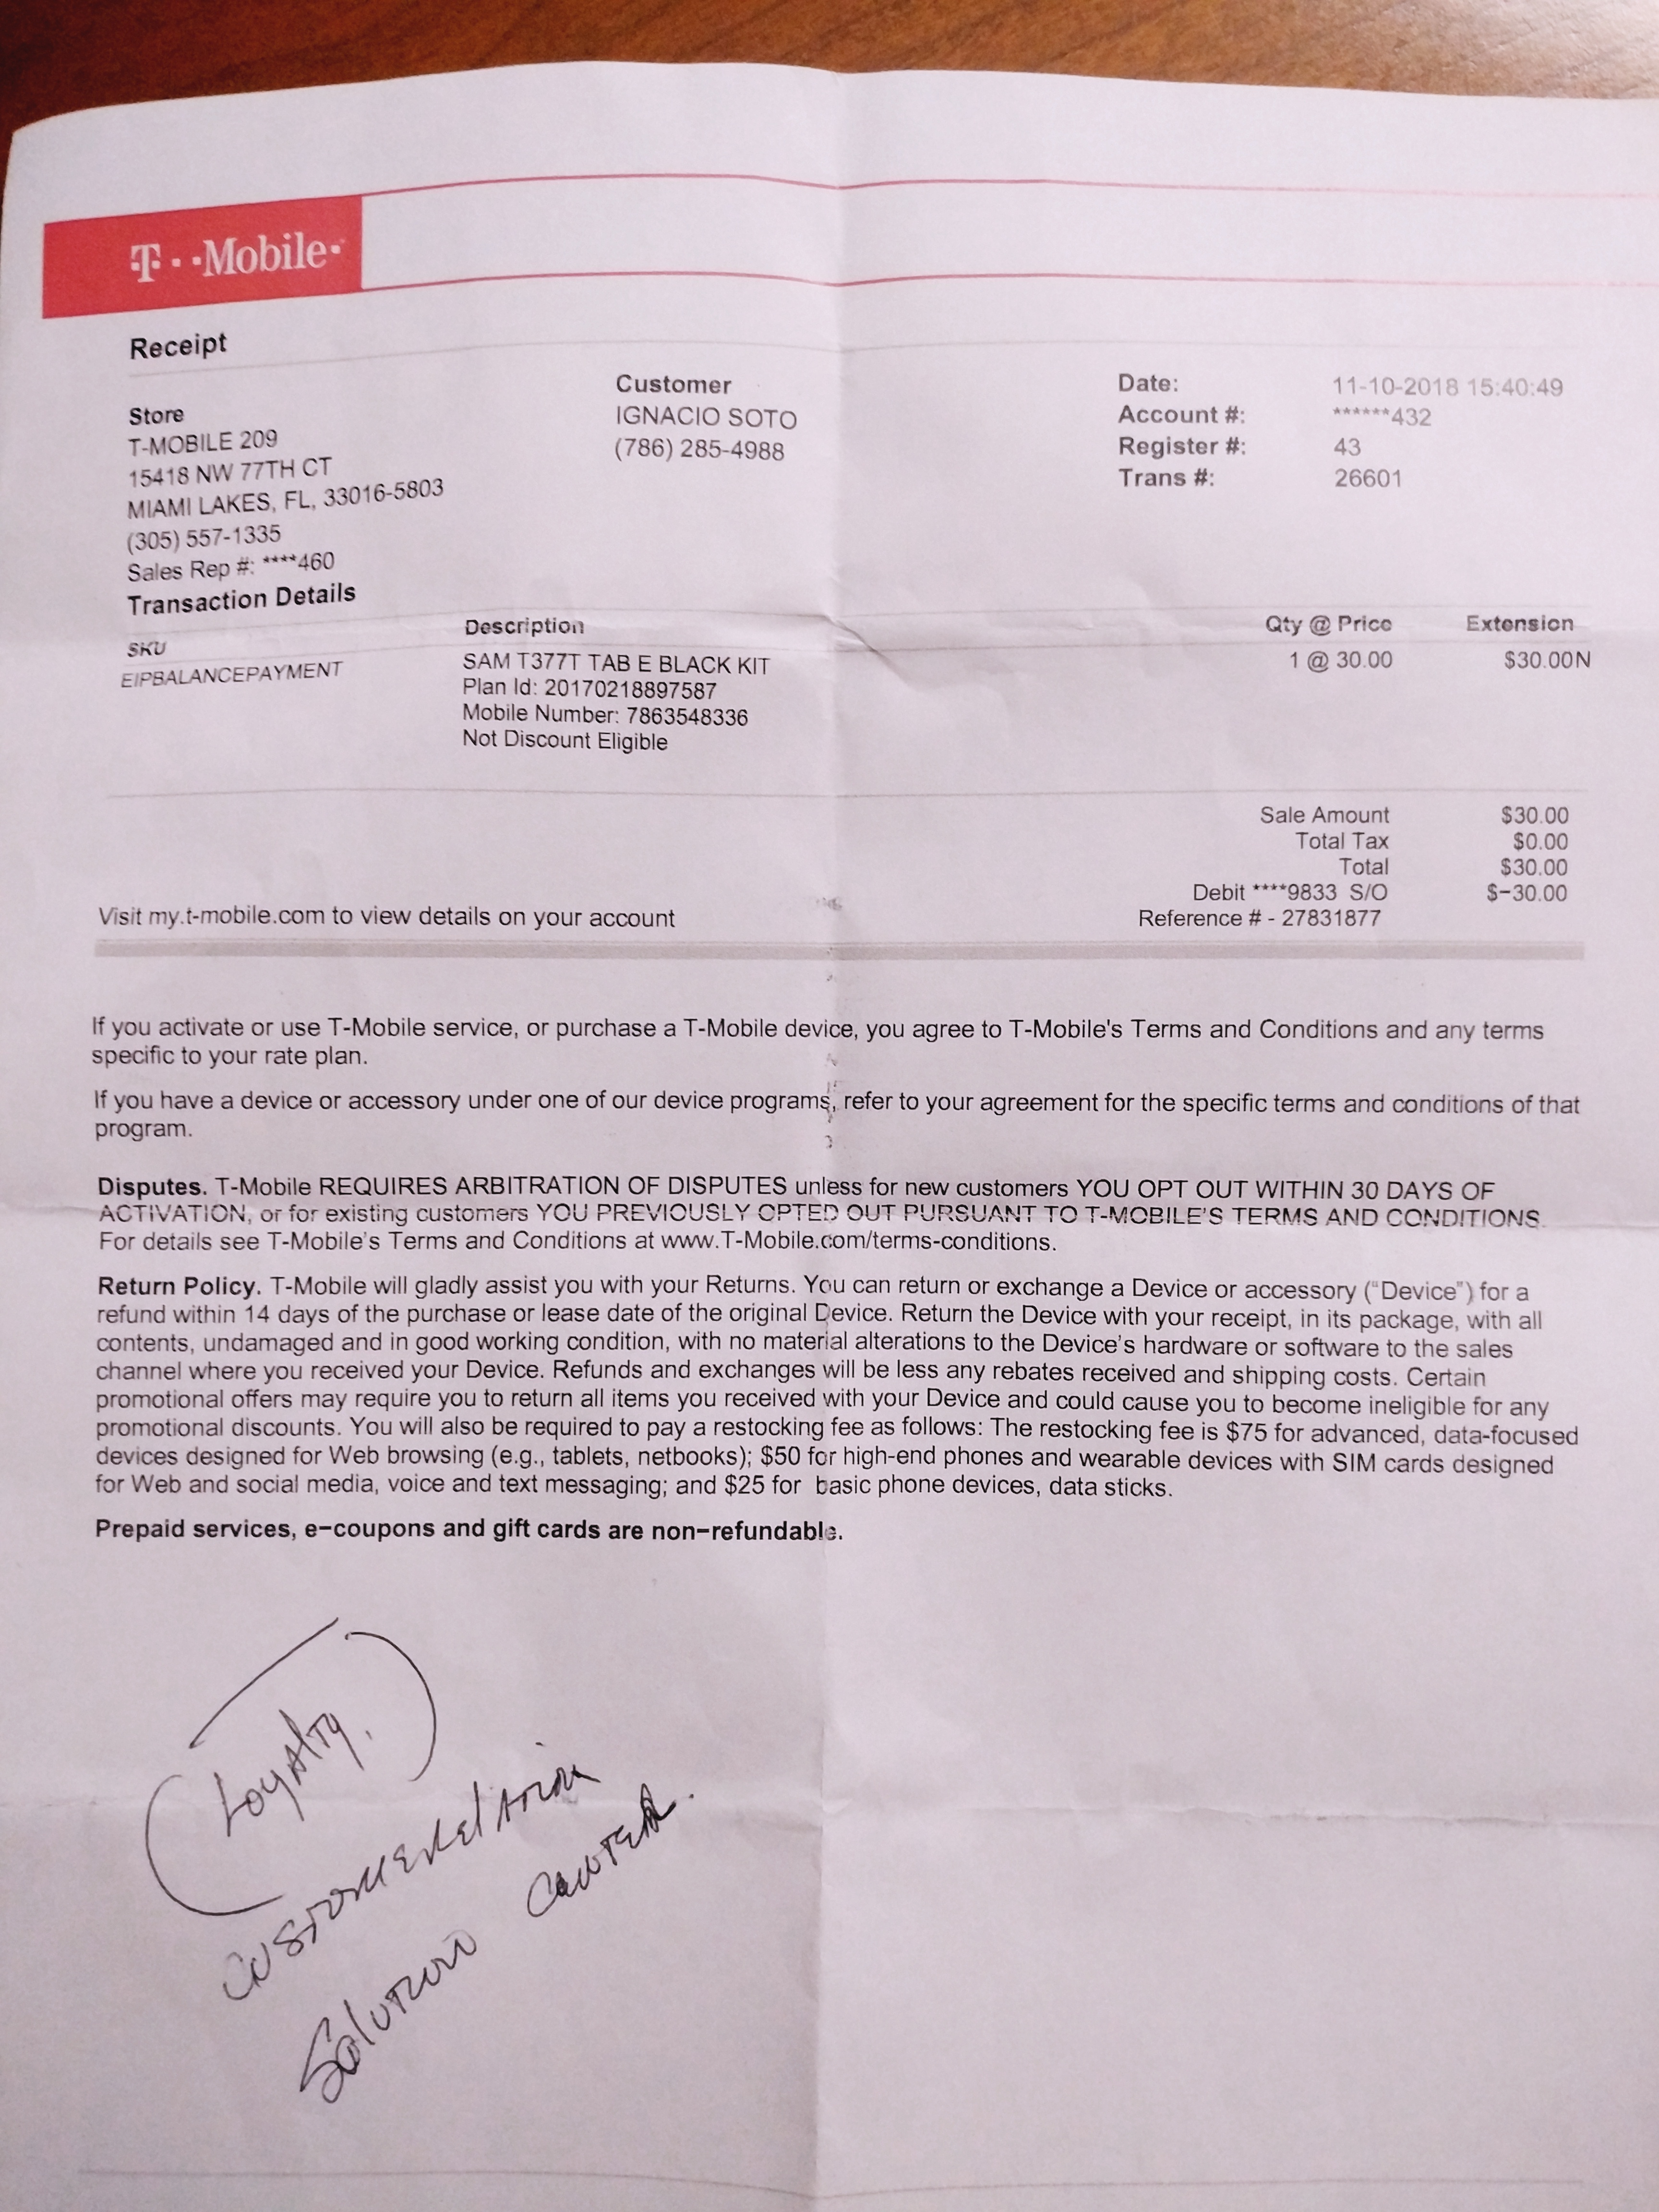 T··Mobile·
Receipt
Store
T-MOBILE 209
15418 NW 77TH CT
MIAMI LAKES, FL, 33016-5803
(305) 557-1335
Sales Rep #: ****460
Customer
IGNACIO SOTO
(786) 285-4988
Date: 11-10-2018 15:40:49
Account #: ******432
Register #: 43
Trans #: 26601
Transaction Details
SKU Description Qty @ Price Extension
EIPBALANCEPAYMENT SAM T377T TAB E BLACK KIT 1 @ 30.00 $30.00N
Plan Id: 20170218897587
Mobile Number: 7863548336
Not Discount Eligible
Sale Amount $30.00
Total Tax $0.00
Total $30.00
Debit ****9833 S/O $-30.00
Visit my.t-mobile.com to view details on your account Reference # - 27831877
If you activate or use T-Mobile service, or purchase a T-Mobile device, you agree to T-Mobile's Terms and Conditions and any terms
specific to your rate plan.
If you have a device or accessory under one of our device programs, refer to your agreement for the specific terms and conditions of that
program.
Disputes. T-Mobile REQUIRES ARBITRATION OF DISPUTES unless for new customers YOU OPT OUT WITHIN 30 DAYS OF
ACTIVATION, or for existing customers YOU PREVIOUSLY OPTED OUT PURSUANT TO T-MOBILE'S TERMS AND CONDITIONS.
For details see T-Mobile's Terms and Conditions at www.T-Mobile.com/terms-conditions.
Return Policy. T-Mobile will gladly assist you with your Returns. You can return or exchange a Device or accessory (“Device”) for a
refund within 14 days of the purchase or lease date of the original Device. Return the Device with your receipt, in its package, with all
contents, undamaged and in good working condition, with no material alterations to the Device's hardware or software to the sales
channel where you received your Device. Refunds and exchanges will be less any rebates received and shipping costs. Certain
promotional offers may require you to return all items you received with your Device and could cause you to become ineligible for any
promotional discounts. You will also be required to pay a restocking fee as follows: The restocking fee is $75 for advanced, data-focused
devices designed for Web browsing (e.g., tablets, netbooks); $50 for high-end phones and wearable devices with SIM cards designed
for Web and social media, voice and text messaging; and $25 for basic phone devices, data sticks.
Prepaid services, e-coupons and gift cards are non-refundable.
Loyalty.
Solution